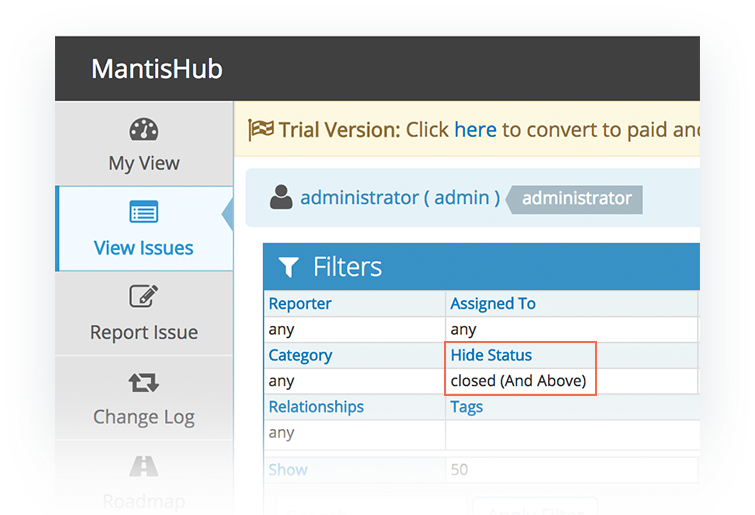 MantisHub
My View
View Issues
Report Issue
Change Log
Roadmap
Trial Version: Click here to convert to paid and
administrator ( admin ) administrator
Filters
Reporter Assigned To
any any
Category Hide Status
any closed (And Above)
Relationships Tags
any
Show 50
Apply Filter